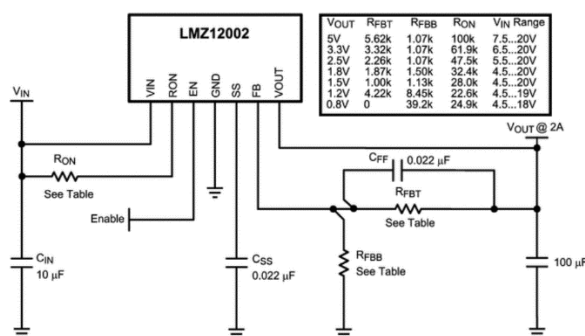 LMZ12002
VIN
RON
EN
GND
SS
FB
VOUT
VOUT RFBT RFBB RON VIN Range
5V 5.62k 1.07k 100k 7.5...20V
3.3V 3.32k 1.07k 61.9k 6.5...20V
2.5V 2.26k 1.07k 47.5k 5.5...20V
1.8V 1.87k 1.50k 32.4k 4.5...20V
1.5V 1.00k 1.13k 28.0k 4.5...20V
1.2V 4.22k 8.45k 22.6k 4.5...19V
0.8V 0 39.2k 24.9k 4.5...18V
VIN
VOUT @ 2A
RON
See Table
Enable
CFF 0.022 µF
RFBT
See Table
CIN
10 µF
CSS
0.022 µF
RFBB
See Table
100 µF